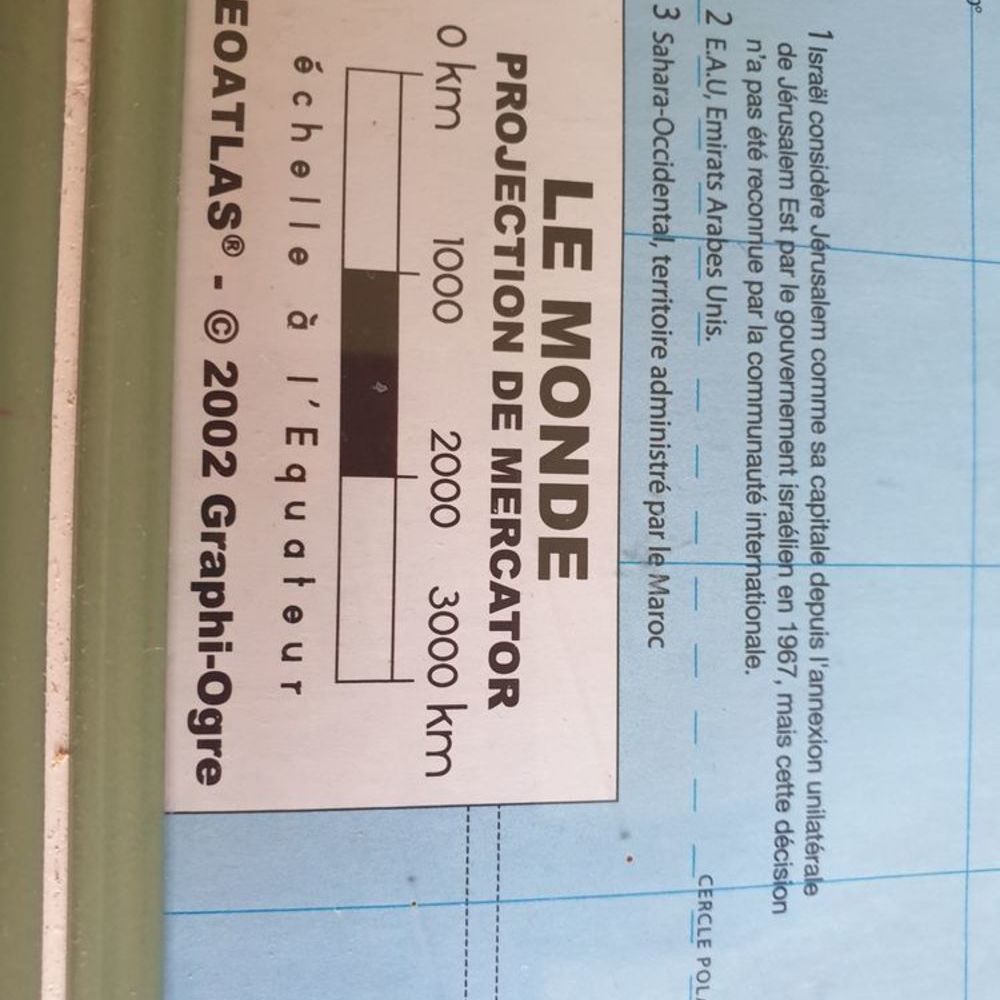 1 Israël considère Jérusalem comme sa capitale depuis l'annexion unilatérale
de Jérusalem Est par le gouvernement israélien en 1967, mais cette décision
n'a pas été reconnue par la communauté internationale.
2 E.A.U, Emirats Arabes Unis.
3 Sahara-Occidental, territoire administré par le Maroc
CERCLE
LE MONDE
PROJECTION DE MERCATOR
0 km 1000 2000 3000 km
échelle à l'Equateur
EOATLAS® - © 2002 Graphi-Ogre